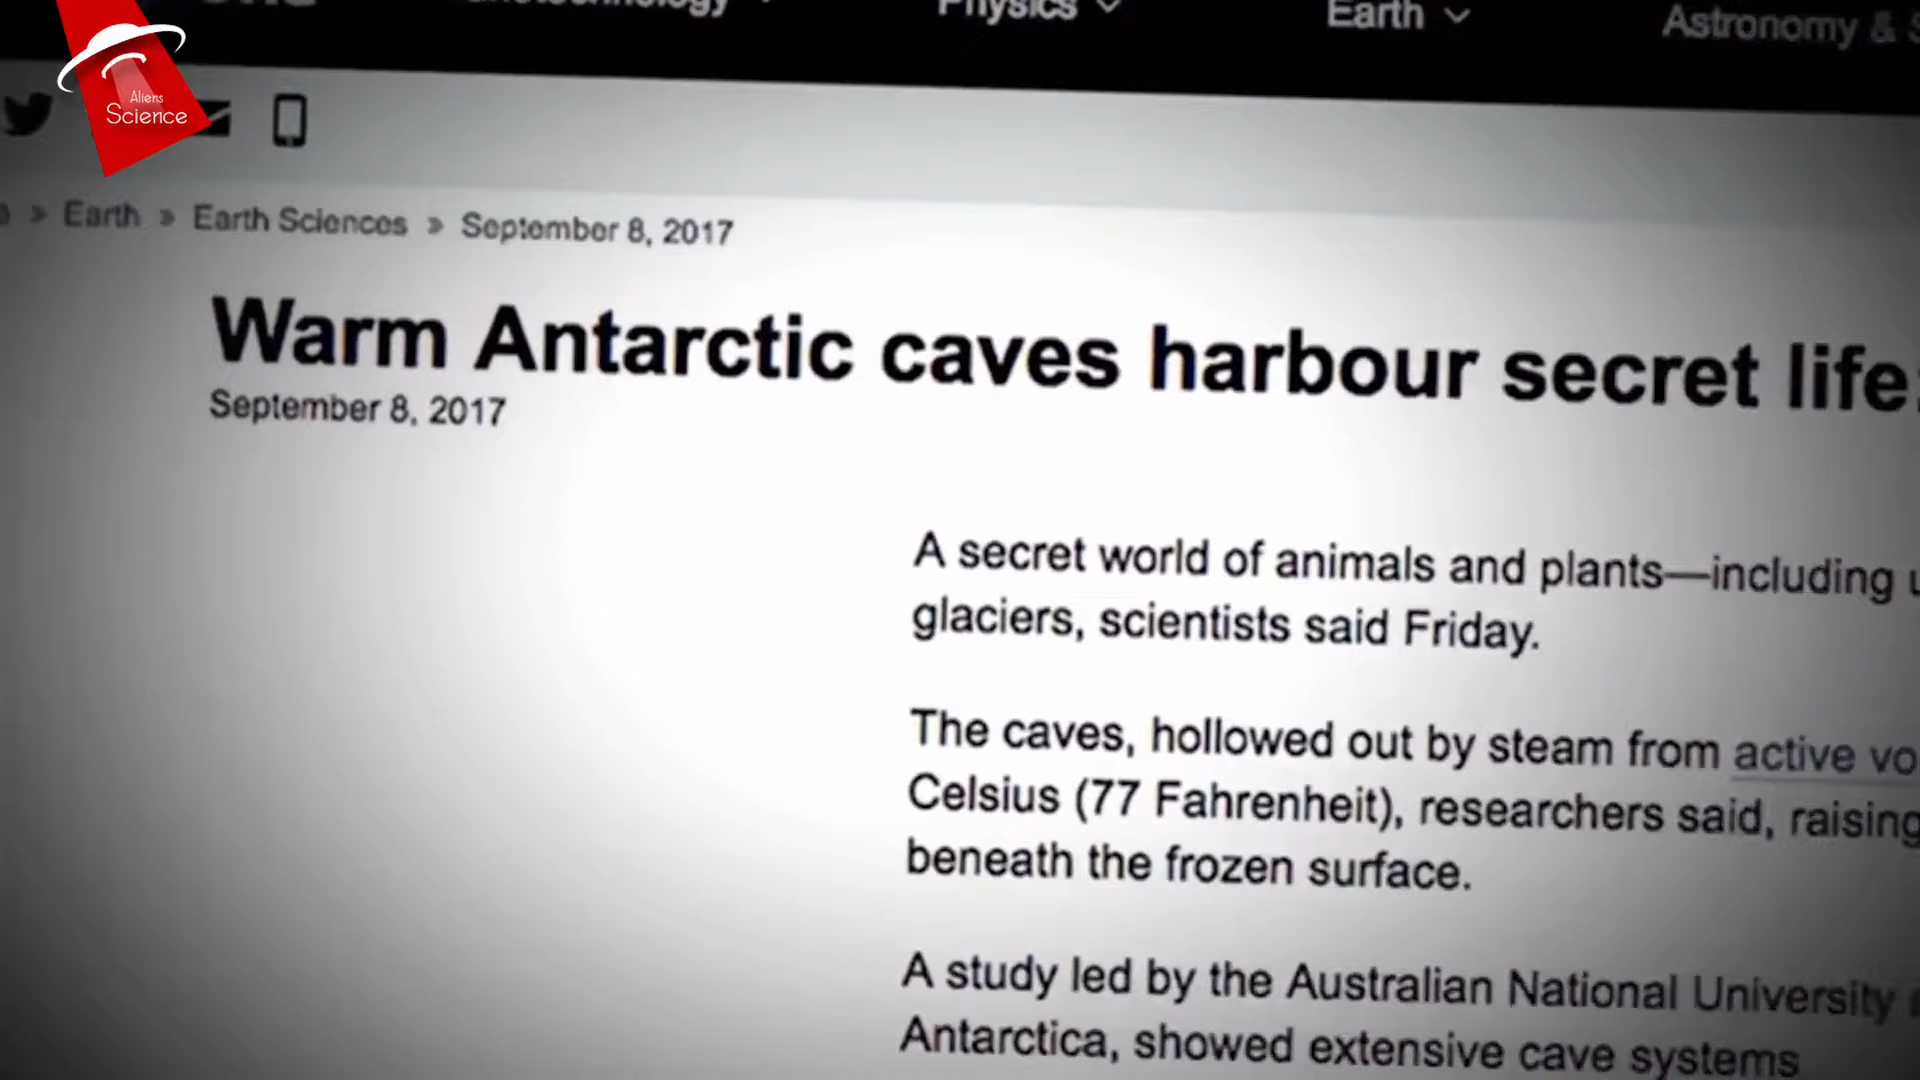 Physics
Earth
Astronomy &
Aliens
Science
» Earth » Earth Sciences » September 8, 2017
Warm Antarctic caves harbour secret life:
September 8, 2017
A secret world of animals and plants—including
glaciers, scientists said Friday.
The caves, hollowed out by steam from active
Celsius (77 Fahrenheit), researchers said, raising
beneath the frozen surface.
A study led by the Australian National University
Antarctica, showed extensive cave systems